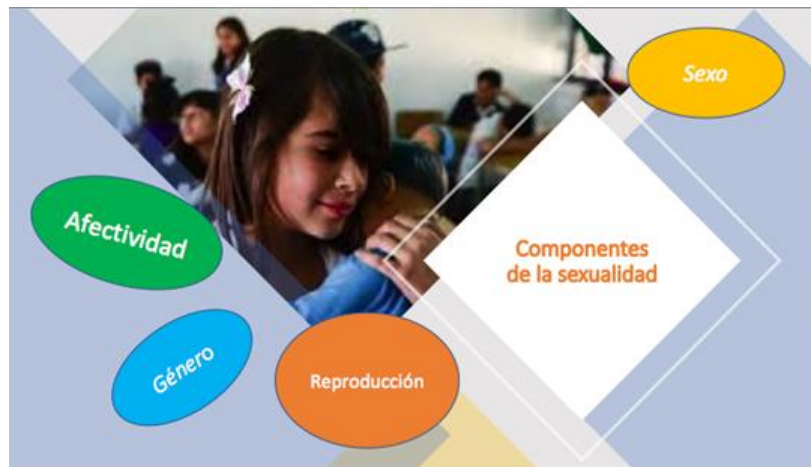 Sexo
Afectividad
Componentes
de la sexualidad
Género
Reproducción